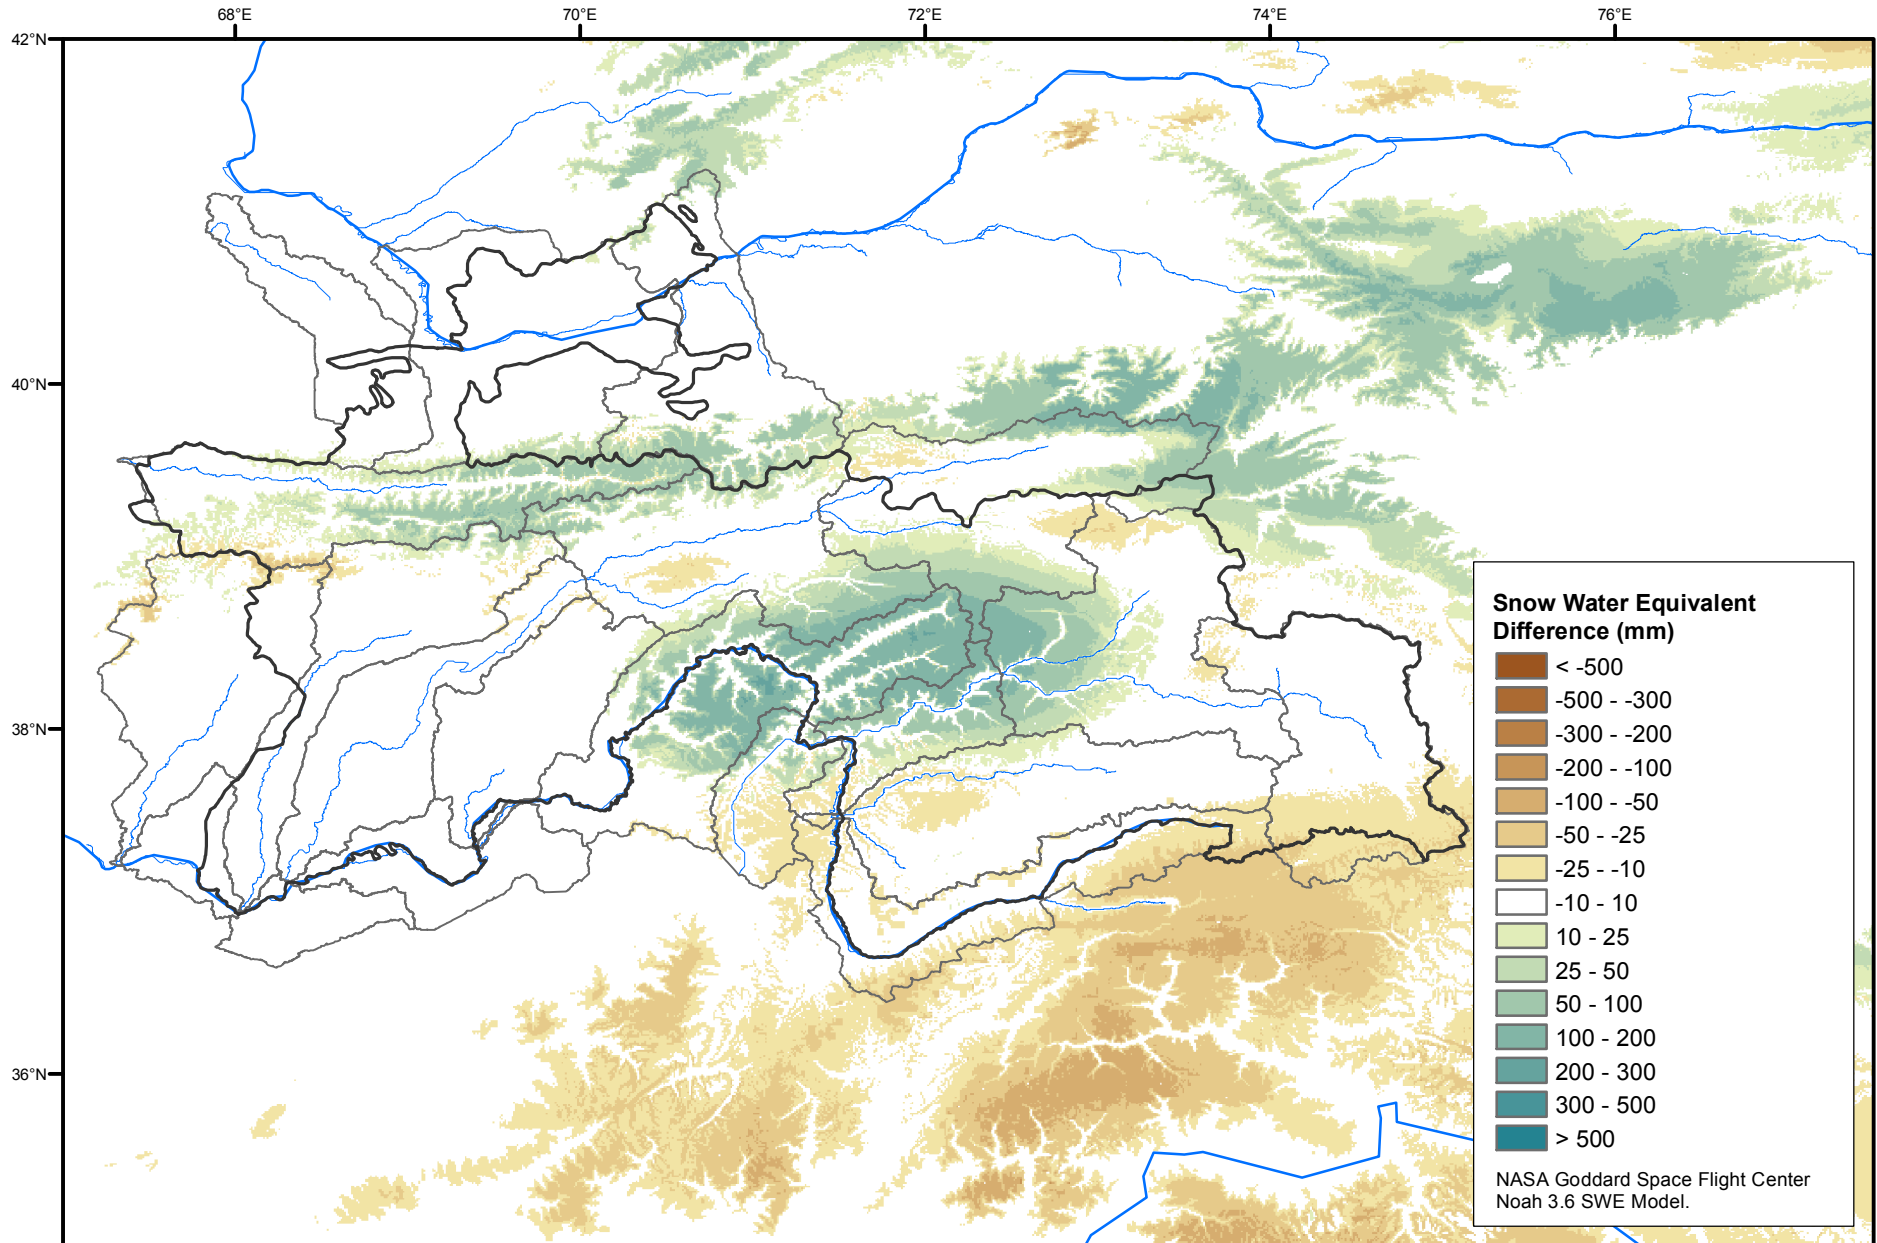 68°E
70°E
72°E
74°E
76°E
42°N
40°N
38°N
36°N
Snow Water Equivalent
Difference (mm)
< -500
-500 - -300
-300 - -200
-200 - -100
-100 - -50
-50 - -25
-25 - -10
-10 - 10
10 - 25
25 - 50
50 - 100
100 - 200
200 - 300
300 - 500
> 500
NASA Goddard Space Flight Center
Noah 3.6 SWE Model.